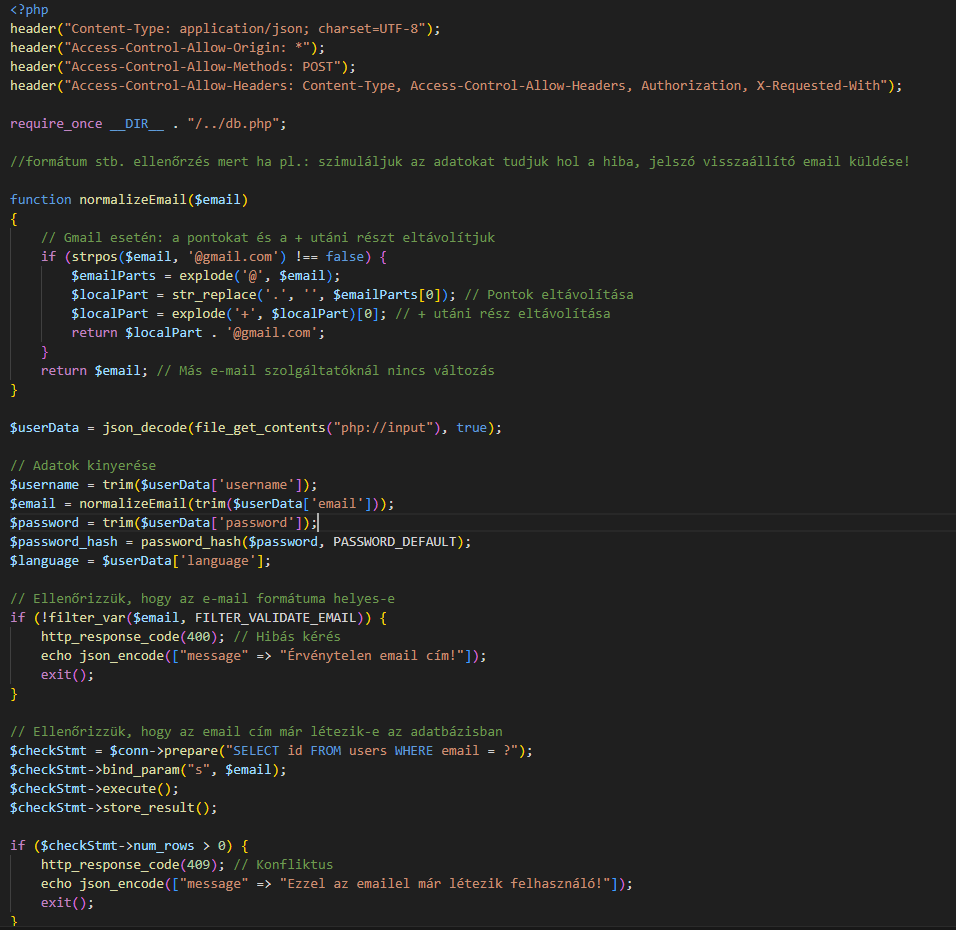 <?php
header("Content-Type: application/json; charset=UTF-8");
header("Access-Control-Allow-Origin: *");
header("Access-Control-Allow-Methods: POST");
header("Access-Control-Allow-Headers: Content-Type, Access-Control-Allow-Headers, Authorization, X-Requested-With");
require_once __DIR__ . "/../db.php";
//formátum stb. ellenőrzés mert ha pl.: szimuláljuk az adatokat tudjuk hol a hiba, jelszó visszaállító email küldése!
function normalizeEmail($email)
{
    // Gmail esetén: a pontokat és a + utáni részt eltávolítjuk
    if (strpos($email, '@gmail.com') !== false) {
        $emailParts = explode('@', $email);
        $localPart = str_replace('.', '', $emailParts[0]); // Pontok eltávolítása
        $localPart = explode('+', $localPart)[0]; // + utáni rész eltávolítása
        return $localPart . '@gmail.com';
    }
    return $email; // Más e-mail szolgáltatóknál nincs változás
}
$userData = json_decode(file_get_contents("php://input"), true);
// Adatok kinyerése
$username = trim($userData['username']);
$email = normalizeEmail(trim($userData['email']));
$password = trim($userData['password']);
$password_hash = password_hash($password, PASSWORD_DEFAULT);
$language = $userData['language'];
// Ellenőrizzük, hogy az e-mail formátuma helyes-e
if (!filter_var($email, FILTER_VALIDATE_EMAIL)) {
    http_response_code(400); // Hibás kérés
    echo json_encode(["message" => "Érvénytelen email cím!"]);
    exit();
}
// Ellenőrizzük, hogy az email cím már létezik-e az adatbázisban
$checkStmt = $conn->prepare("SELECT id FROM users WHERE email = ?");
$checkStmt->bind_param("s", $email);
$checkStmt->execute();
$checkStmt->store_result();
if ($checkStmt->num_rows > 0) {
    http_response_code(409); // Konfliktus
    echo json_encode(["message" => "Ezzel az emailel már létezik felhasználó!"]);
    exit();
}